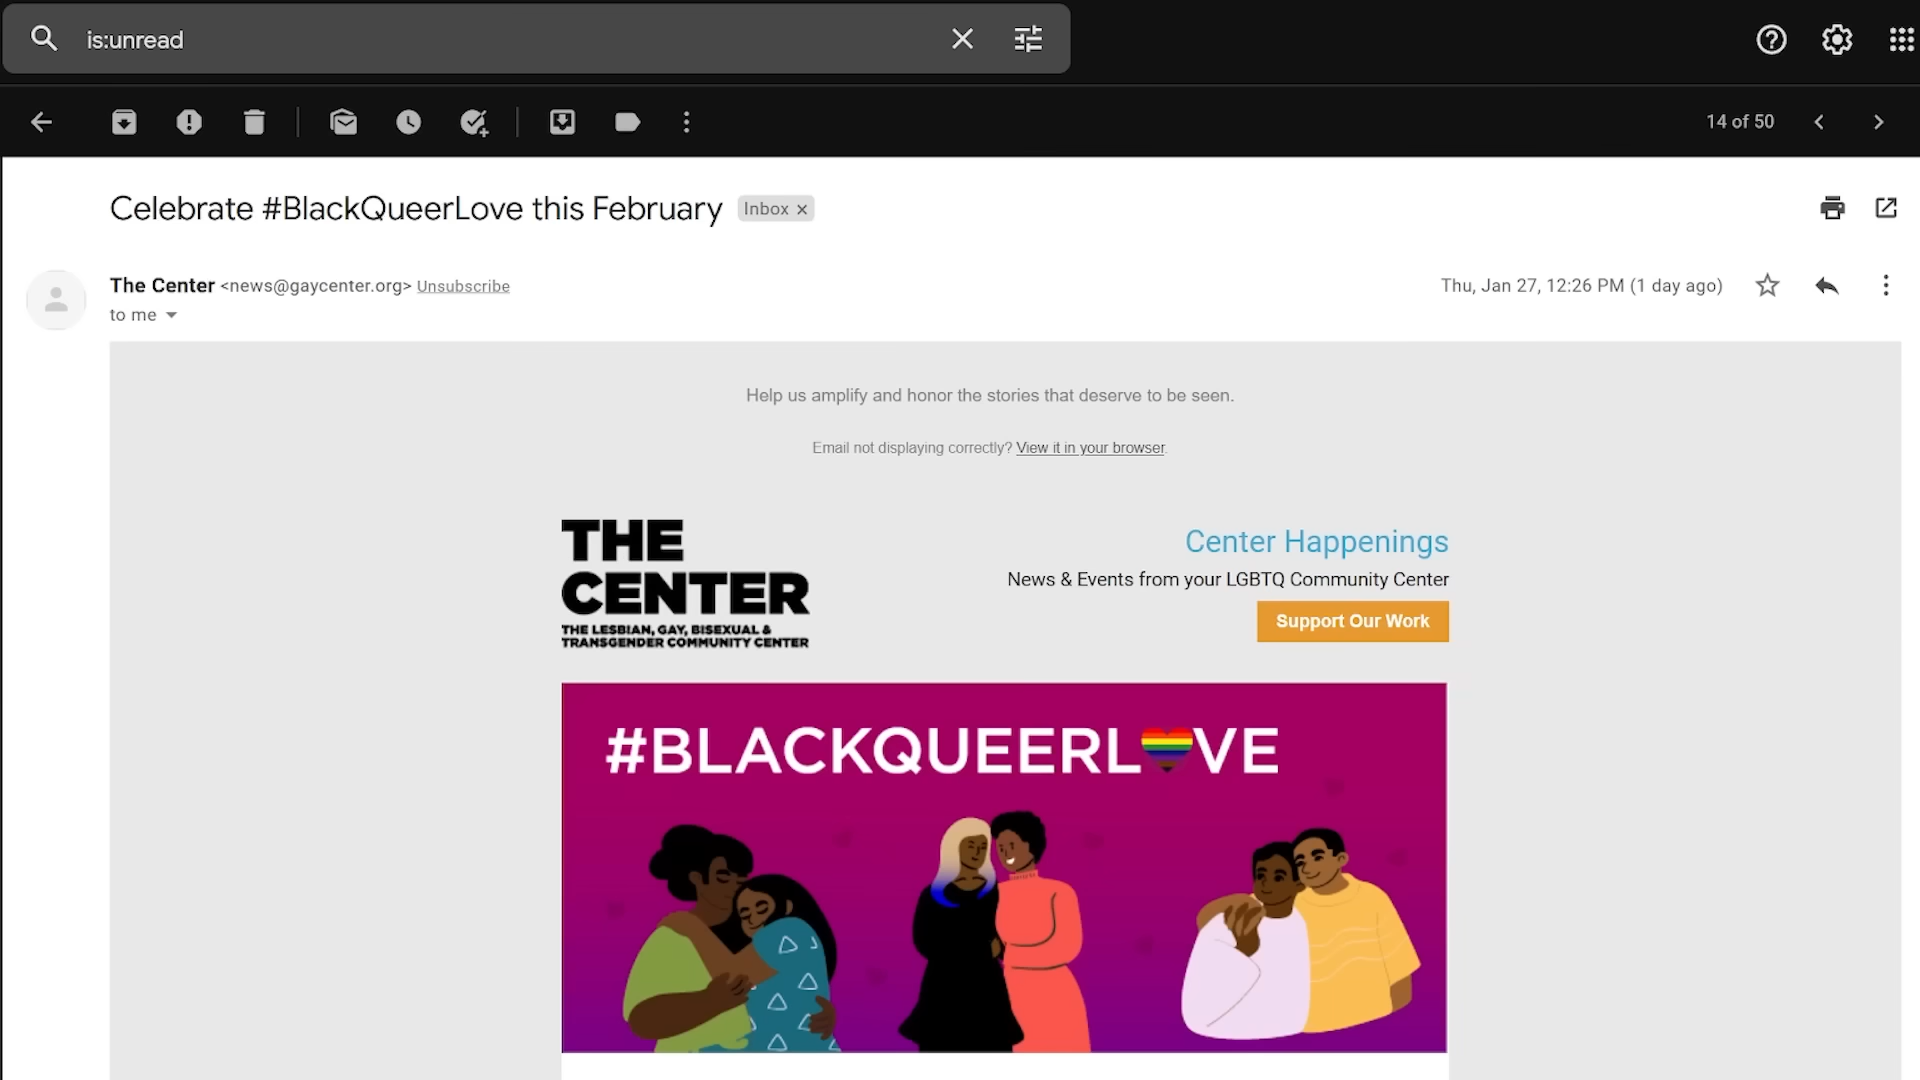 is:unread
14 of 50
Celebrate #BlackQueerLove this February Inbox
The Center <news@gaycenter.org> Unsubscribe
Thu, Jan 27, 12:26 PM (1 day ago)
to me
Help us amplify and honor the stories that deserve to be seen.
Email not displaying correctly? View it in your browser.
THE
CENTER
THE LESBIAN, GAY, BISEXUAL &
TRANSGENDER COMMUNITY CENTER
Center Happenings
News & Events from your LGBTQ Community Center
Support Our Work
#BLACKQUEERLVE